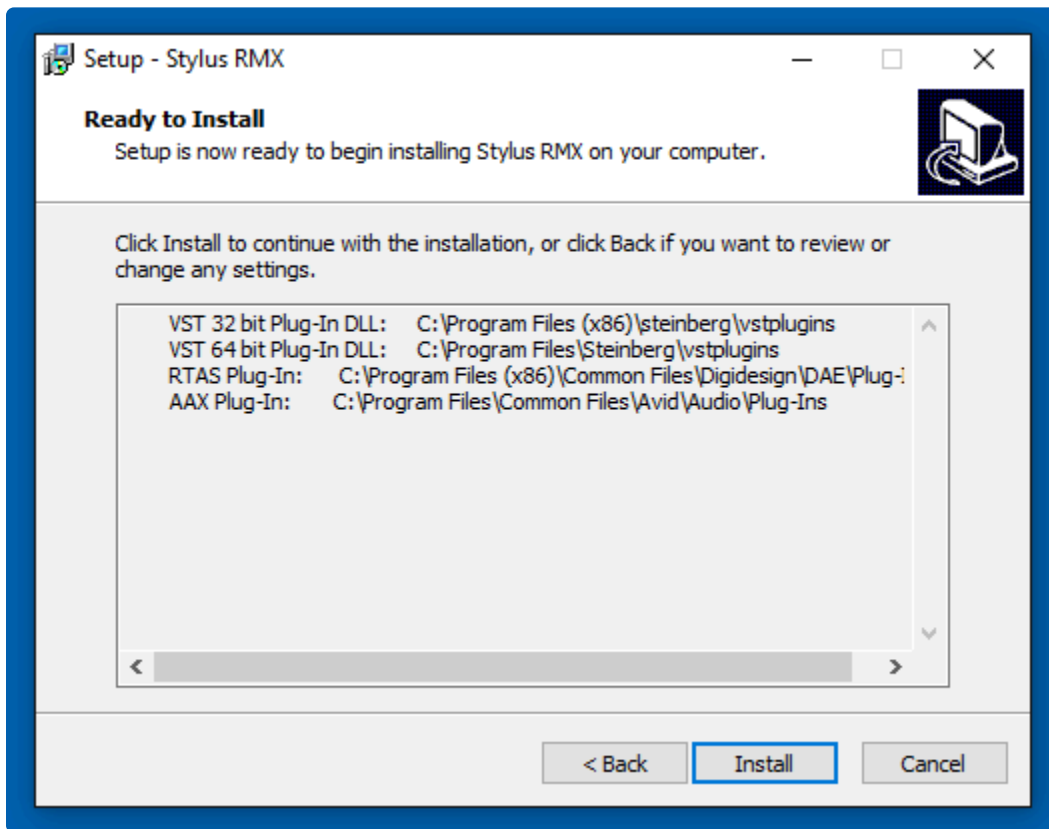 Setup - Stylus RMX
Ready to Install
Setup is now ready to begin installing Stylus RMX on your computer.
Click Install to continue with the installation, or click Back if you want to review or
change any settings.
VST 32 bit Plug-In DLL: C:\Program Files (x86)\steinberg\vstplugins
VST 64 bit Plug-In DLL: C:\Program Files\Steinberg\vstplugins
RTAS Plug-In: C:\Program Files (x86)\Common Files\Digidesign\DAE\Plug-I
AAX Plug-In: C:\Program Files\Common Files\Avid\Audio\Plug-Ins
< Back Install Cancel